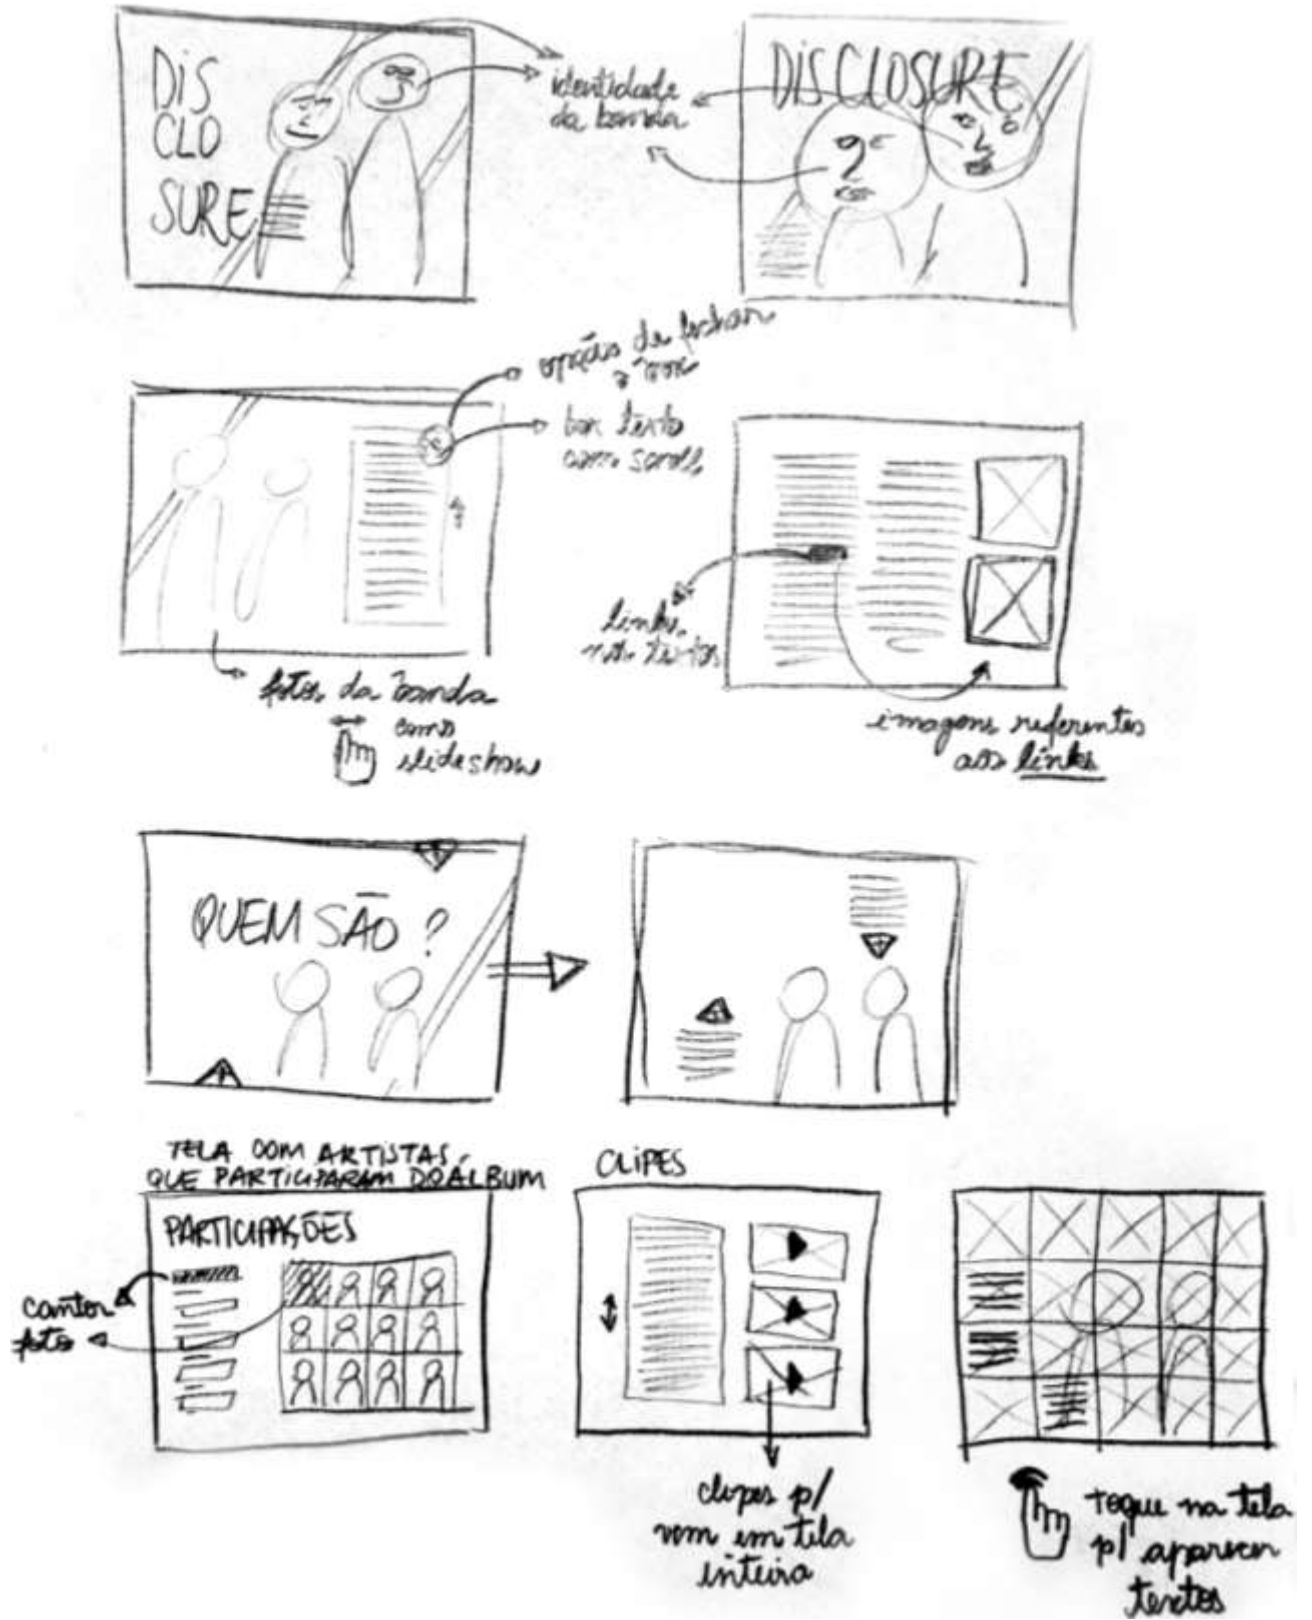 DIS
CLO
SURE
identidade
da banda
DISCLOSURE
opções de fechar
o box
box texto
com scroll
links
nos textos
fotos da banda
como
slideshow
imagens referentes
aos links
QUEM SÃO?
TELA COM ARTISTAS
QUE PARTICIPARAM DO ÁLBUM
PARTICIPAÇÕES
cantor
foto
CLIPES
clipes p/
verem em tela
inteira
toque na tela
p/ aparecer
textos